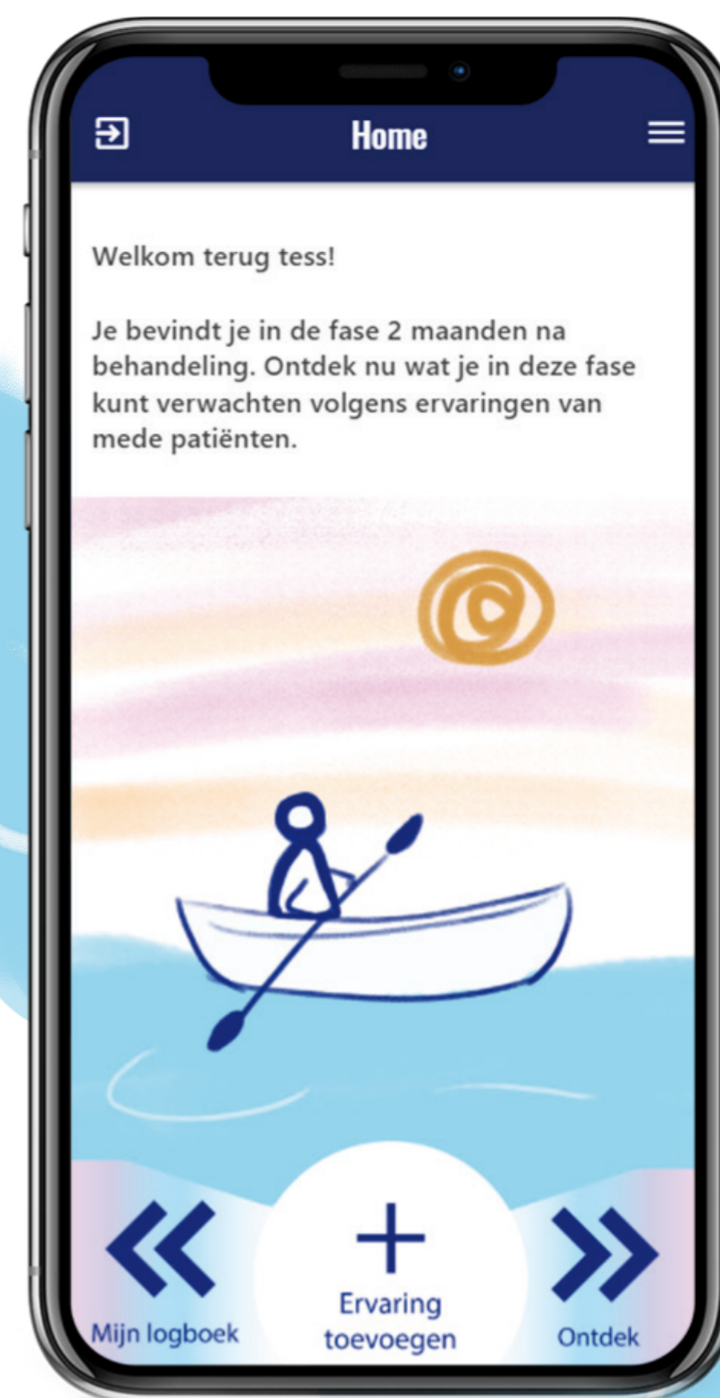 Home
Welkom terug tess!
Je bevindt je in de fase 2 maanden na
behandeling. Ontdek nu wat je in deze fase
kunt verwachten volgens ervaringen van
mede patiënten.
Mijn logboek
Ervaring
toevoegen
Ontdek